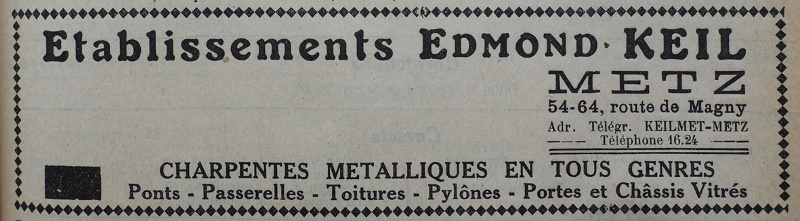 Etablissements EDMOND KEIL
METZ
54-64, route de Magny
Adr. Télégr. KEILMET-METZ
Téléphone 16.24
CHARPENTES METALLIQUES EN TOUS GENRES
Ponts - Passerelles - Toitures - Pylônes - Portes et Châssis Vitrés